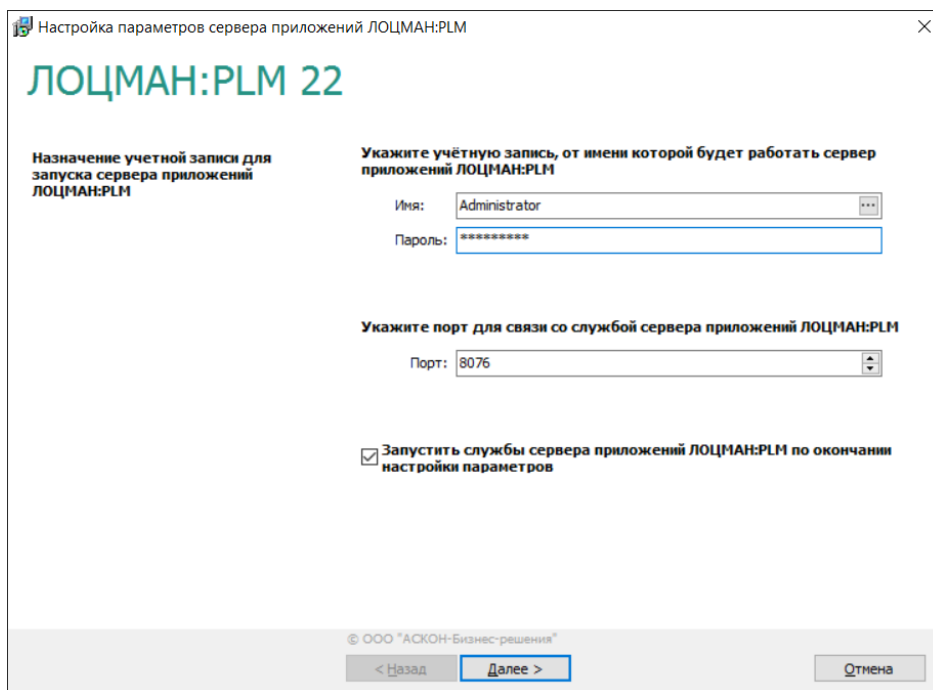 Настройка параметров сервера приложений ЛОЦМАН:PLM
ЛОЦМАН:PLM 22
Назначение учетной записи для
запуска сервера приложений
ЛОЦМАН:PLM
Укажите учётную запись, от имени которой будет работать сервер
приложений ЛОЦМАН:PLM
Имя: Administrator ...
Пароль: *********
Укажите порт для связи со службой сервера приложений ЛОЦМАН:PLM
Порт: 8076
Запустить службы сервера приложений ЛОЦМАН:PLM по окончании
настройки параметров
© ООО "АСКОН-Бизнес-решения"
< Назад Далее > Отмена